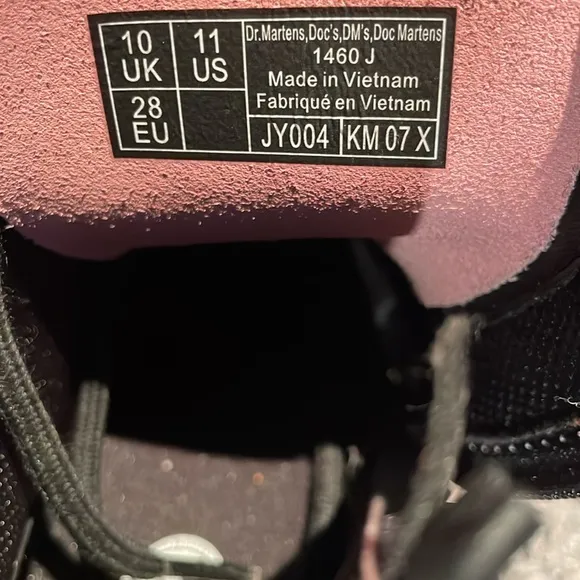 10 UK
11 US
28 EU
Dr.Martens,Doc's,DM's,Doc Martens
1460 J
Made in Vietnam
Fabriqué en Vietnam
JY004
KM 07 X